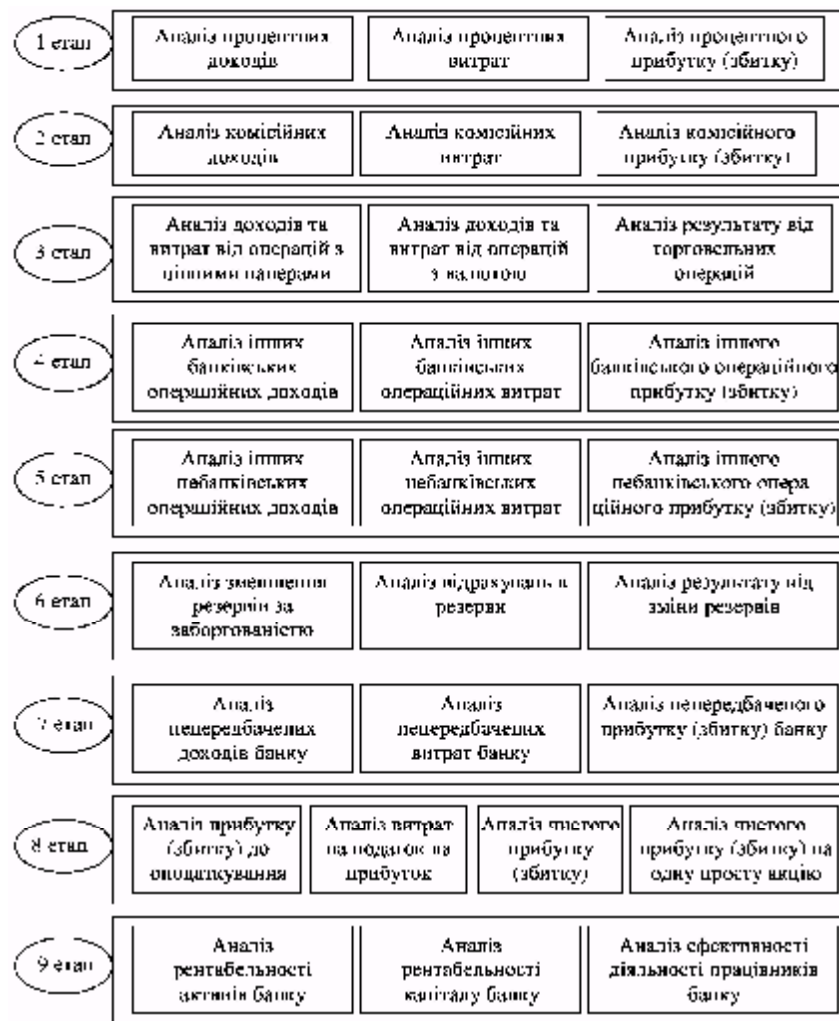 1 етап
Аналіз процентних
доходів
Аналіз процентних
витрат
Аналіз процентного
прибутку (збитку)
2 етап
Аналіз комісійних
доходів
Аналіз комісійних
витрат
Аналіз комісійного
прибутку (збитку)
3 етап
Аналіз доходів та
витрат від операцій з
цінними паперами
Аналіз доходів та
витрат від операцій
з валютою
Аналіз результату від
торговельних
операцій
4 етап
Аналіз інших
банківських
операційних доходів
Аналіз інших
банківських
операційних витрат
Аналіз іншого
банківського операційного
прибутку (збитку)
5 етап
Аналіз інших
небанківських
операційних доходів
Аналіз інших
небанківських
операційних витрат
Аналіз іншого
небанківського опера
ційного прибутку (збитку)
6 етап
Аналіз зменшення
резервів за
заборгованістю
Аналіз відрахувань в
резерви
Аналіз результату від
зміни резервів
7 етап
Аналіз
непередбачених
доходів банку
Аналіз
непередбачених
витрат банку
Аналіз непередбаченого
прибутку (збитку) банку
8 етап
Аналіз прибутку
(збитку) до
оподаткування
Аналіз витрат
на податок на
прибуток
Аналіз чистого
прибутку
(збитку)
Аналіз чистого
прибутку (збитку) на
одну просту акцію
9 етап
Аналіз
рентабельності
активів банку
Аналіз
рентабельності
капіталу банку
Аналіз ефективності
діяльності працівників
банку